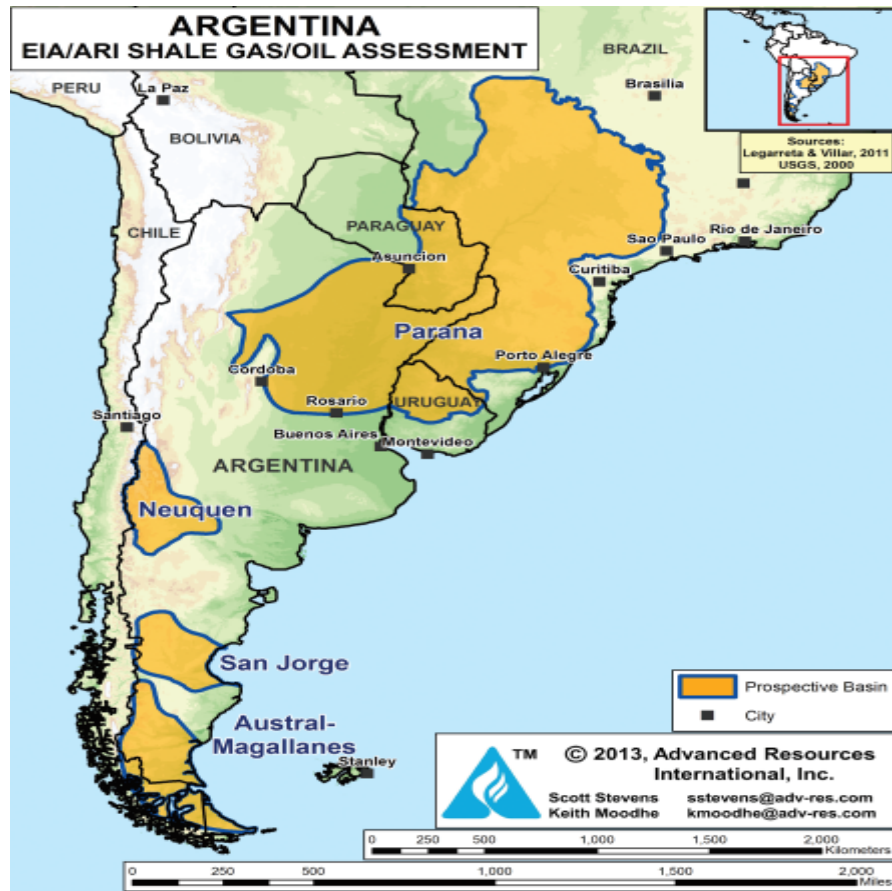 ARGENTINA
EIA/ARI SHALE GAS/OIL ASSESSMENT
Sources:
Legarreta & Villar, 2011
USGS, 2000
BRAZIL
PERU
La Paz
Brasilia
BOLIVIA
PARAGUAY
CHILE
Rio de Janeiro
Sao Paulo
Asuncion
Curitiba
Parana
Porto Alegre
Cordoba
Rosario
URUGUAY
Santiago
Buenos Aires
Montevideo
ARGENTINA
Neuquen
San Jorge
Austral-
Magallanes
Stanley
Prospective Basin
City
TM
© 2013, Advanced Resources
International, Inc.
Scott Stevens sstevens@adv-res.com
Keith Moodhe kmoodhe@adv-res.com
0 250 500 1,000 1,500 2,000
Kilometers
0 250 500 1,000 1,500 2,000
Miles